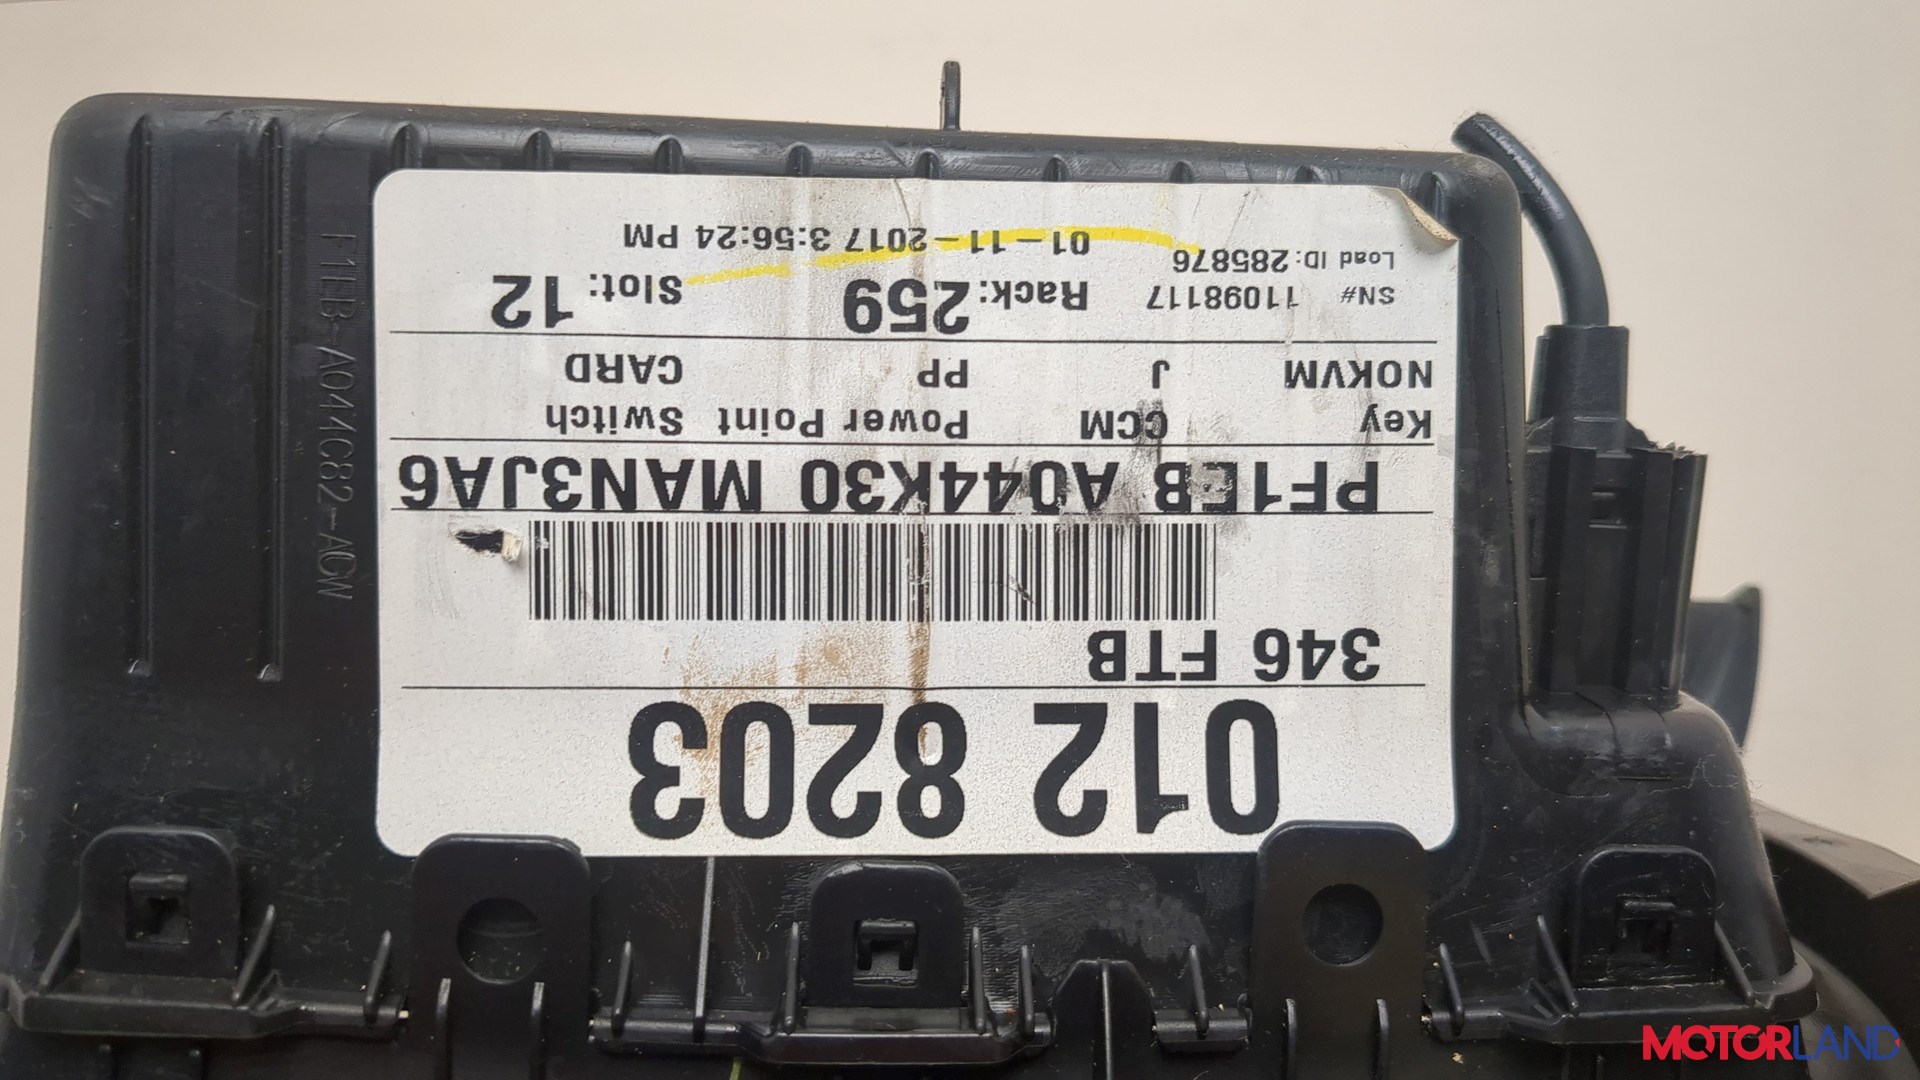 012 8203
346 FTB
PF1EB A044K30 MAN3JA6
Key CCM Power Point Switch
NOKVM J PP CARD
SN# 11098117 Rack: 259 Slot: 12
Load ID: 285876 01-11-2017 3:56:24 PM
F1EB-A044C82-ACW
MOTORLAND